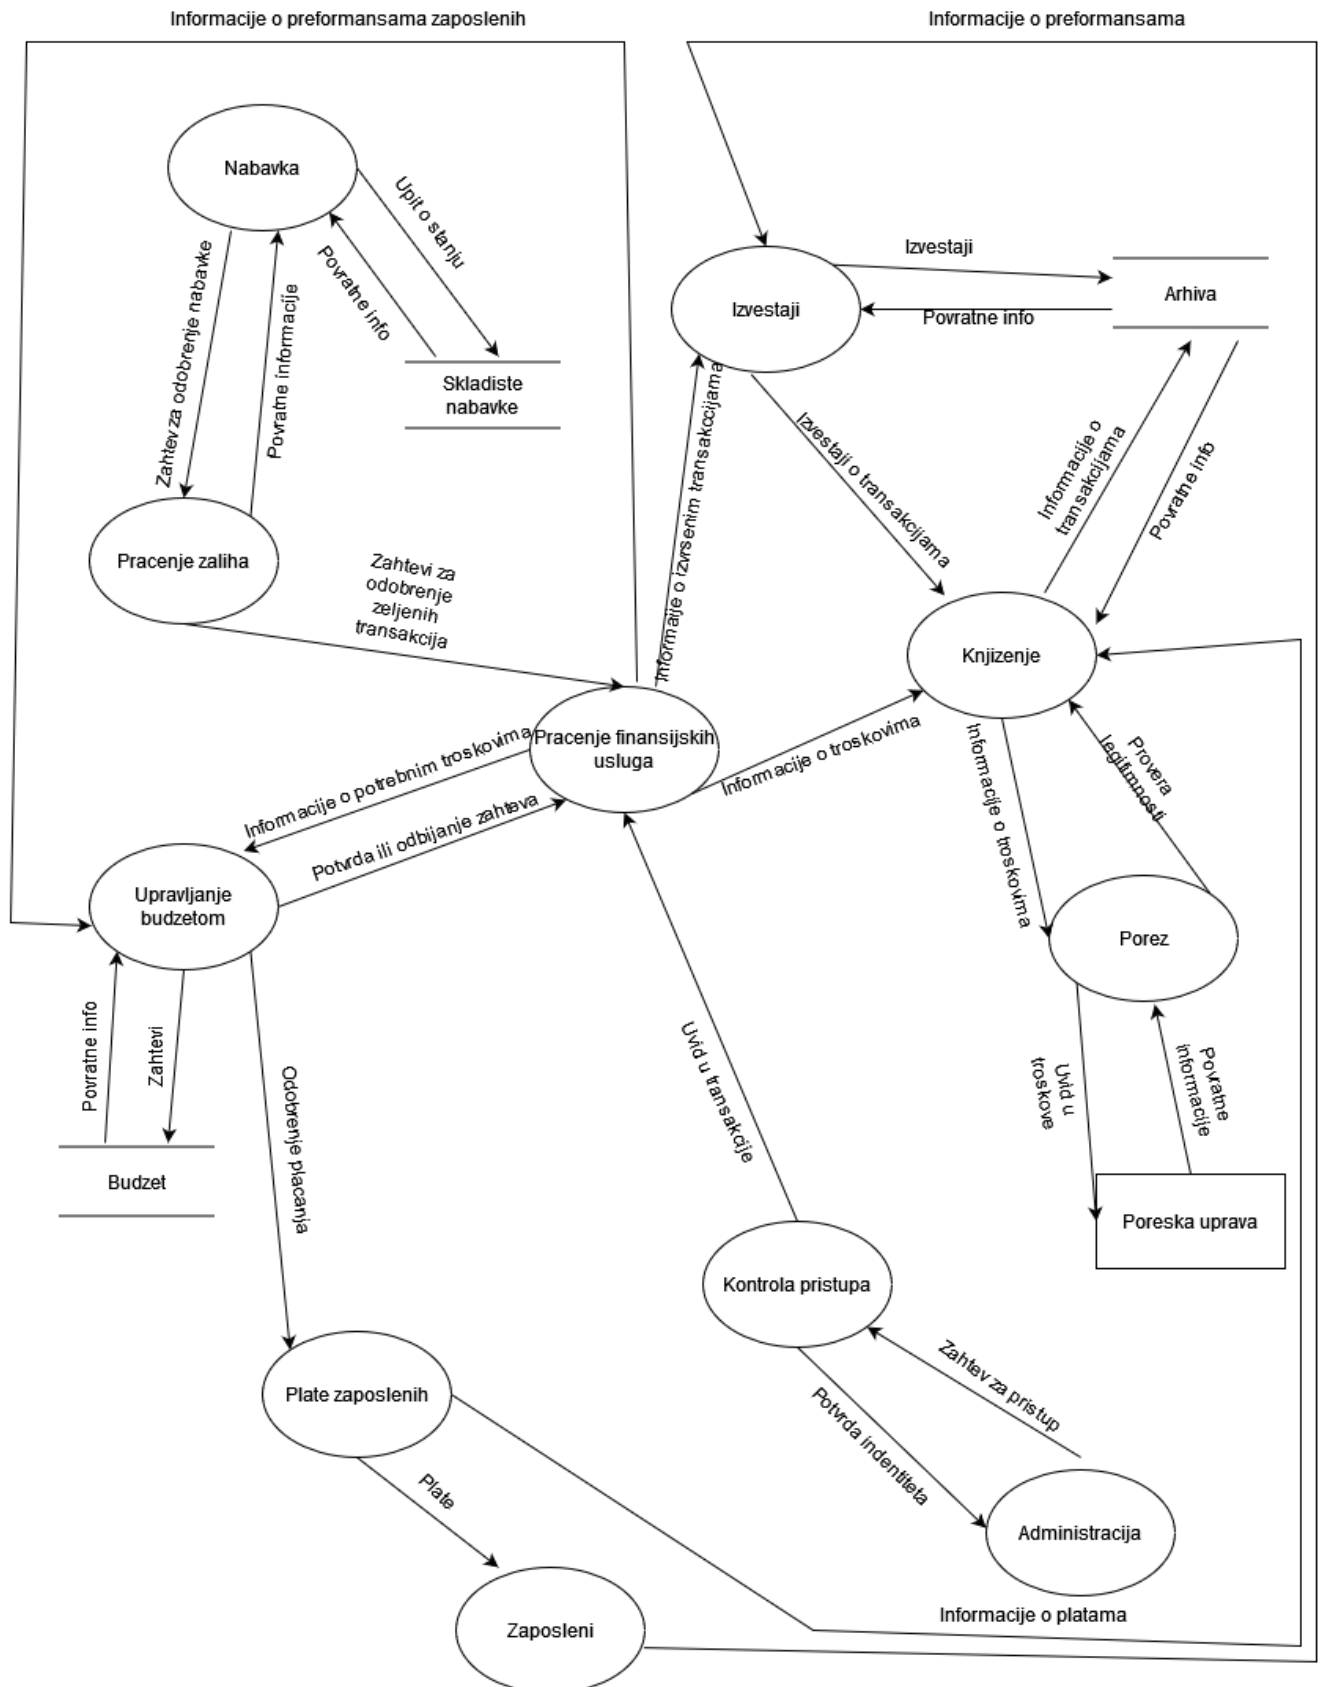 Informacije o preformansama zaposlenih
Informacije o preformansama
Nabavka
Upit o stanju
Povratne info
Zahtev za odobrenje nabavke
Povratne informacije
Skladiste
nabavke
Izvestaji
Izvestaji
Povratne info
Arhiva
Pracenje zaliha
Zahtevi za
odobrenje
zeljenih
transakcija
Informaije o izvrsenim transakcijama
Izvestaji o transakcijama
Informacije o
transakcijama
Povratne info
Knjizenje
Pracenje finansijskih
usluga
Informacije o potrebnim troskovima
Potvrda ili odbijanje zahteva
Informacije o troskovima
Informacije o troskovima
Provera
legitimnosti
Upravljanje
budzetom
Porez
Povratne info
Zahtevi
Odobrenje placanja
Uvid u transakcije
Uvid u
troskove
Povratne
informacije
Budzet
Poreska uprava
Kontrola pristupa
Zahtev za pristup
Potvrda indentiteta
Plate zaposlenih
Plate
Administracija
Informacije o platama
Zaposleni